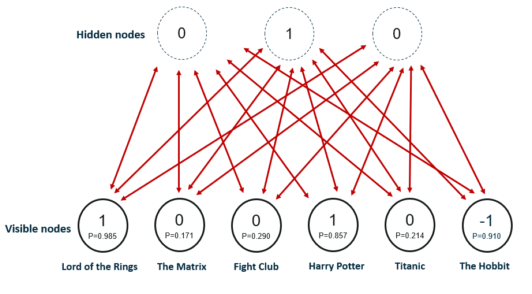 Hidden nodes 0 1 0
Visible nodes 1 0 0 1 0 -1
P=0.985 P=0.171 P=0.290 P=0.857 P=0.214 P=0.910
Lord of the Rings The Matrix Fight Club Harry Potter Titanic The Hobbit